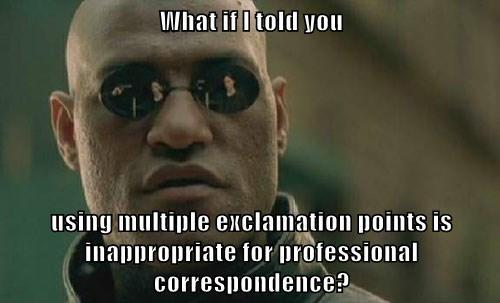 What if I told you
using multiple exclamation points is
inappropriate for professional
correspondence?